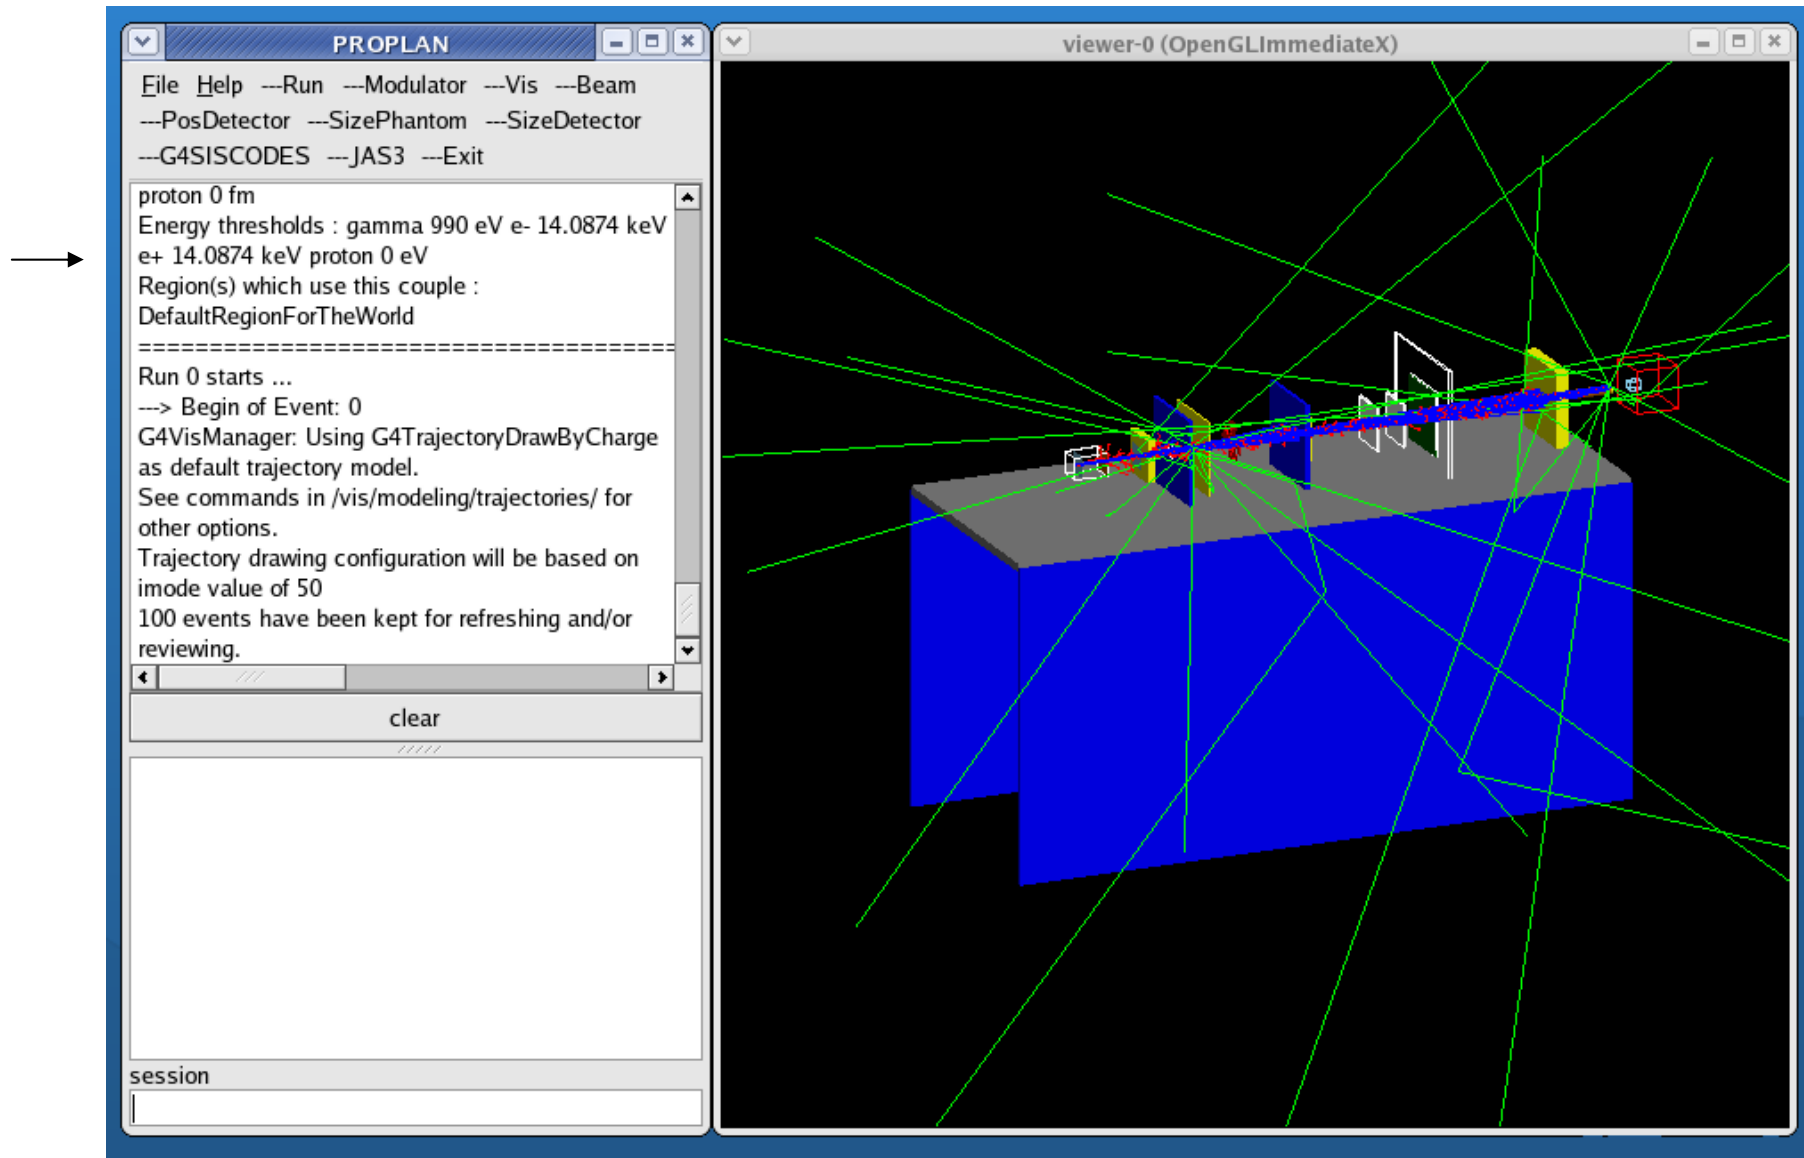 PROPLAN
File Help ---Run ---Modulator ---Vis ---Beam
---PosDetector ---SizePhantom ---SizeDetector
---G4SISCODES ---JAS3 ---Exit
proton 0 fm
Energy thresholds : gamma 990 eV e- 14.0874 keV
e+ 14.0874 keV proton 0 eV
Region(s) which use this couple :
DefaultRegionForTheWorld
======================================
Run 0 starts ...
---> Begin of Event: 0
G4VisManager: Using G4TrajectoryDrawByCharge
as default trajectory model.
See commands in /vis/modeling/trajectories/ for
other options.
Trajectory drawing configuration will be based on
imode value of 50
100 events have been kept for refreshing and/or
reviewing.
clear
session
viewer-0 (OpenGLImmediateX)